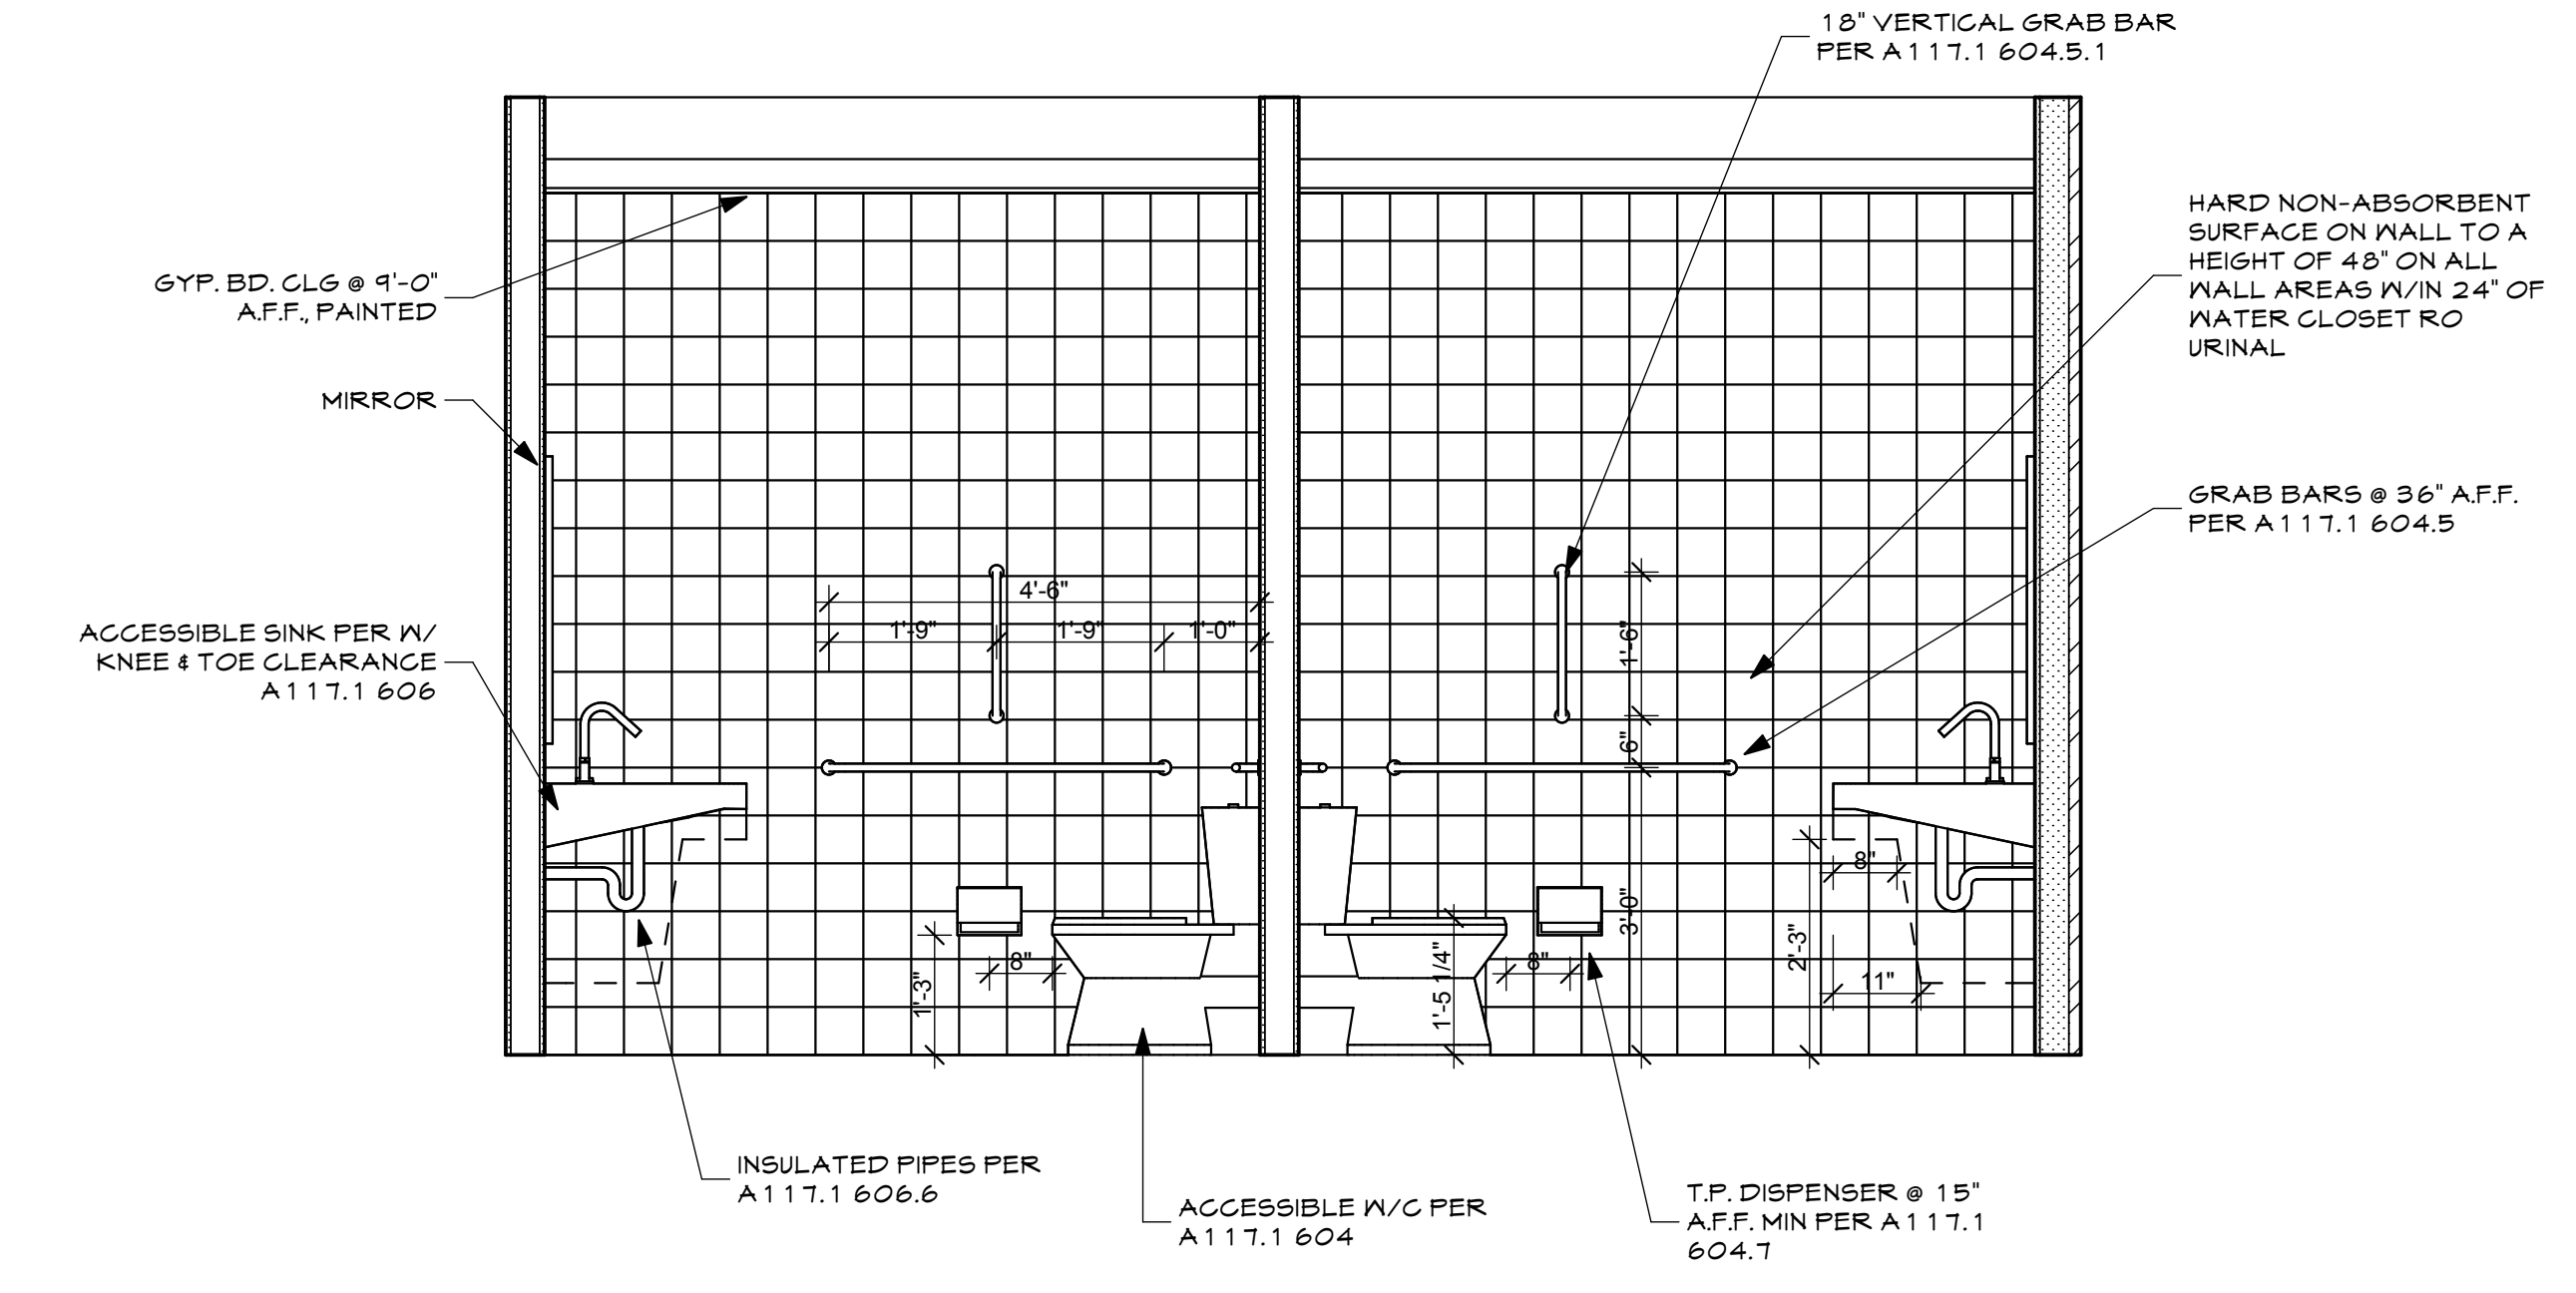 18" VERTICAL GRAB BAR
PER A117.1 604.5.1
HARD NON-ABSORBENT
SURFACE ON WALL TO A
HEIGHT OF 48" ON ALL
WALL AREAS W/IN 24" OF
WATER CLOSET RO
URINAL
GYP. BD. CLG @ 9'-0"
A.F.F., PAINTED
MIRROR
GRAB BARS @ 36" A.F.F.
PER A117.1 604.5
ACCESSIBLE SINK PER W/
KNEE & TOE CLEARANCE
A117.1 606
4'-6"
1'-9"
1'-9"
1'-0"
1'-6"
6"
8"
3'-0"
2'-3"
1'-3"
8"
1'-5 1/4"
8"
11"
INSULATED PIPES PER
A117.1 606.6
ACCESSIBLE W/C PER
A117.1 604
T.P. DISPENSER @ 15"
A.F.F. MIN PER A117.1
604.7